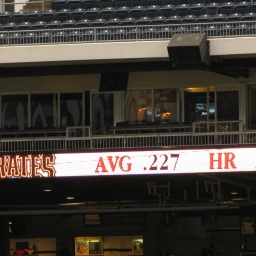 RATES AVG .227 HR